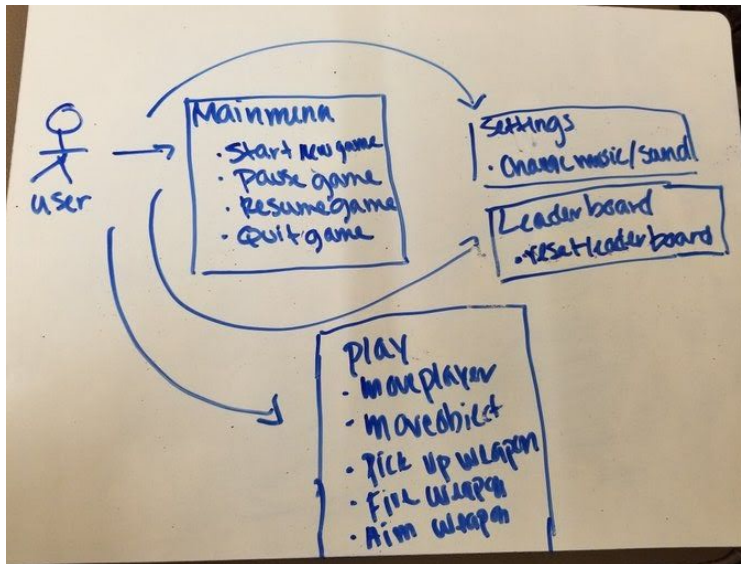 user
Mainmenu
• Start new game
• Pause game
• Resume game
• Quit game
Settings
• Change music/sound
Leaderboard
• reset leaderboard
play
• move player
• move object
• Pick up weapon
• Fire weapon
• Aim weapon